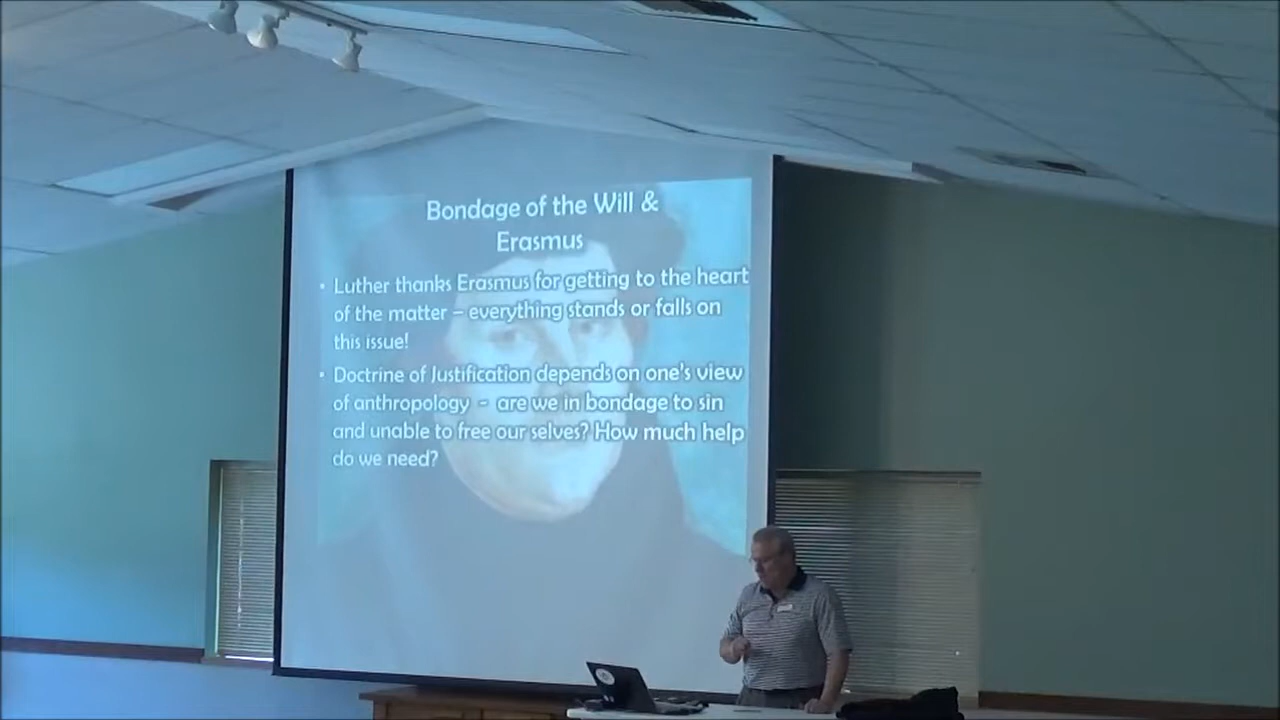 Bondage of the Will &
Erasmus
• Luther thanks Erasmus for getting to the heart
of the matter – everything stands or falls on
this issue!
• Doctrine of Justification depends on one's view
of anthropology - are we in bondage to sin
and unable to free our selves? How much help
do we need?